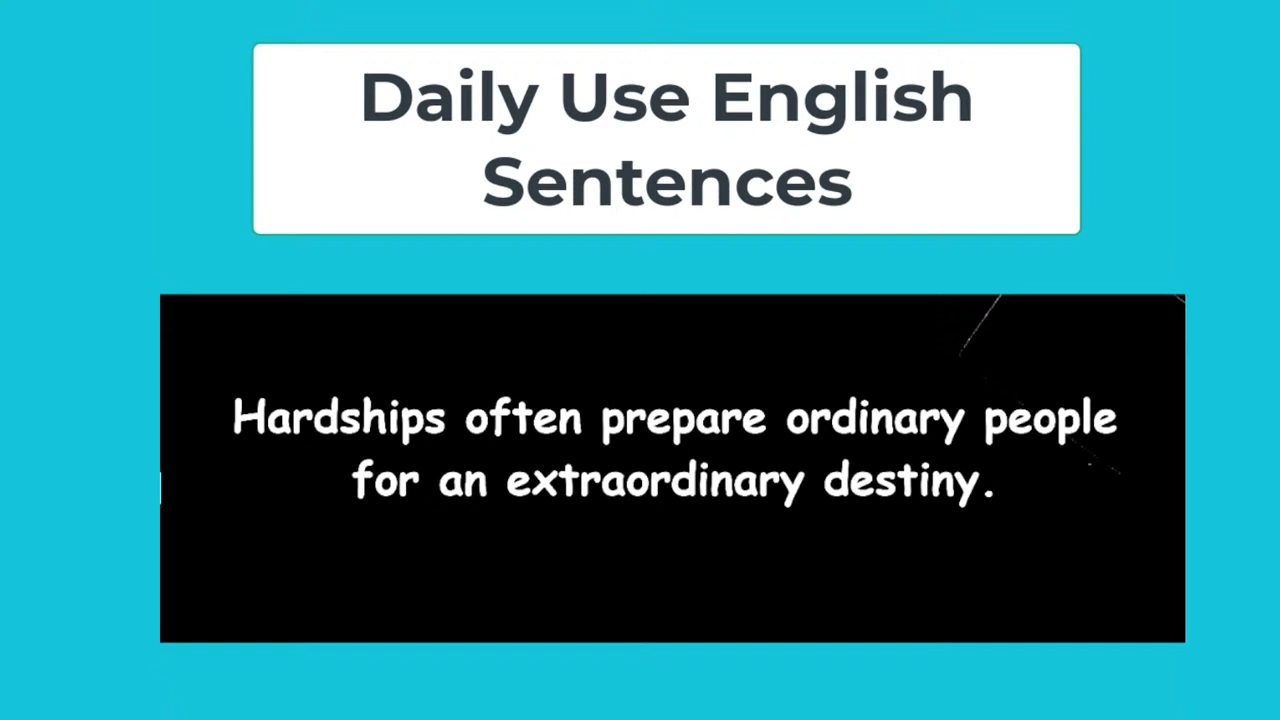 Daily Use English
Sentences
Hardships often prepare ordinary people
for an extraordinary destiny.